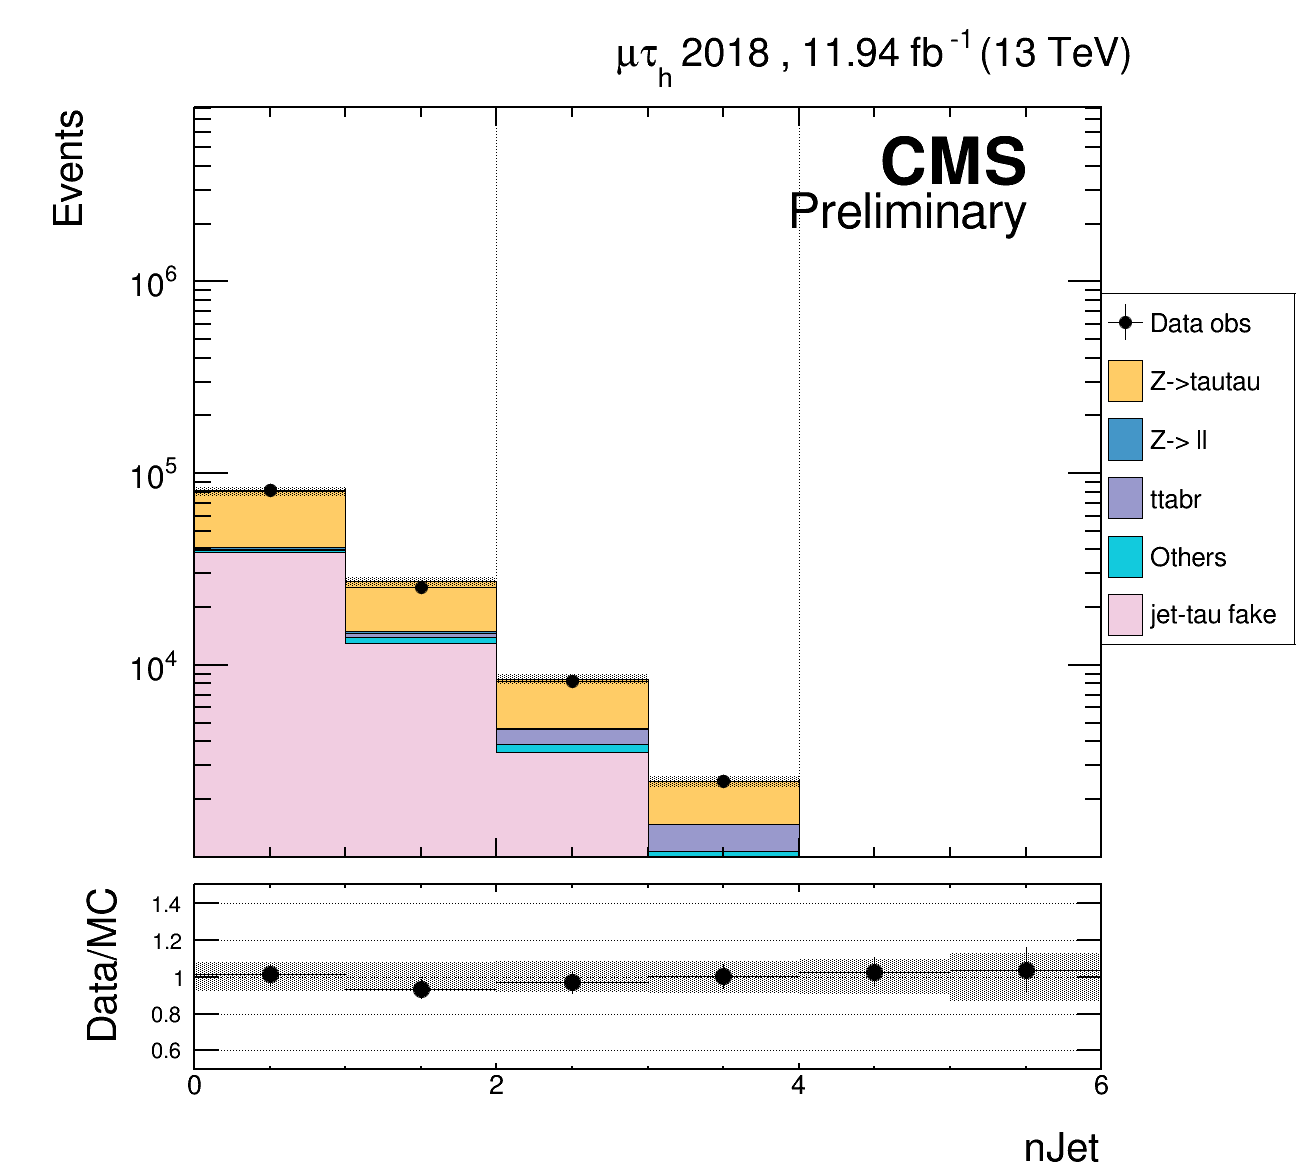 μτh 2018 , 11.94 fb-1 (13 TeV)
Events
CMS
Preliminary
10^6
10^5
10^4
Data obs
Z->tautau
Z-> ll
ttabr
Others
jet-tau fake
Data/MC
1.4
1.2
1
0.8
0.6
0 2 4 6
nJet